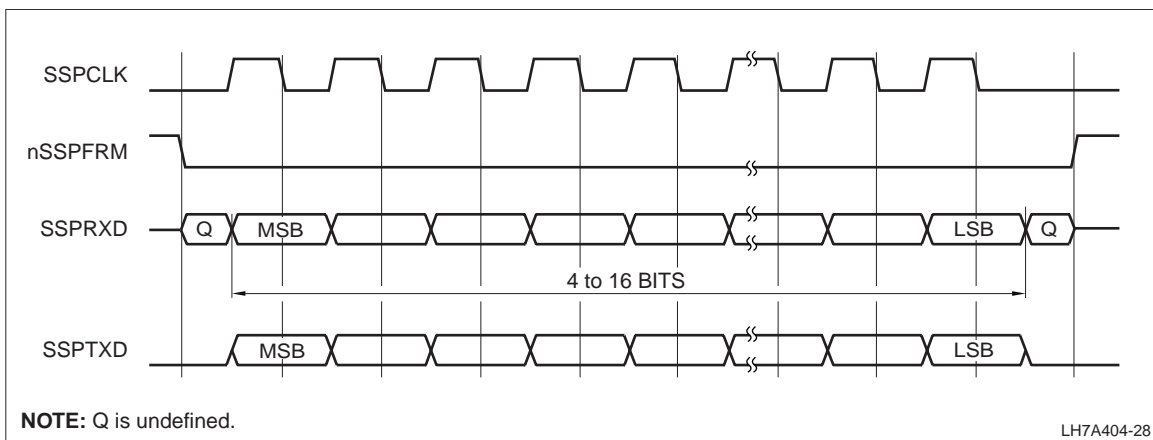 SSPCLK
nSSPFRM
SSPRXD
Q
MSB
LSB
Q
4 to 16 BITS
SSPTXD
MSB
LSB
NOTE: Q is undefined.
LH7A404-28